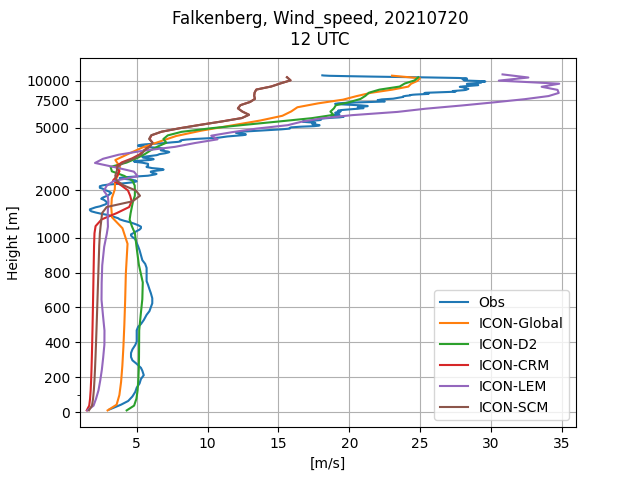 Falkenberg, Wind_speed, 20210720
12 UTC
Height [m]
10000
7500
5000
2000
1000
800
600
400
200
0
5
10
15
20
25
30
35
[m/s]
Obs
ICON-Global
ICON-D2
ICON-CRM
ICON-LEM
ICON-SCM